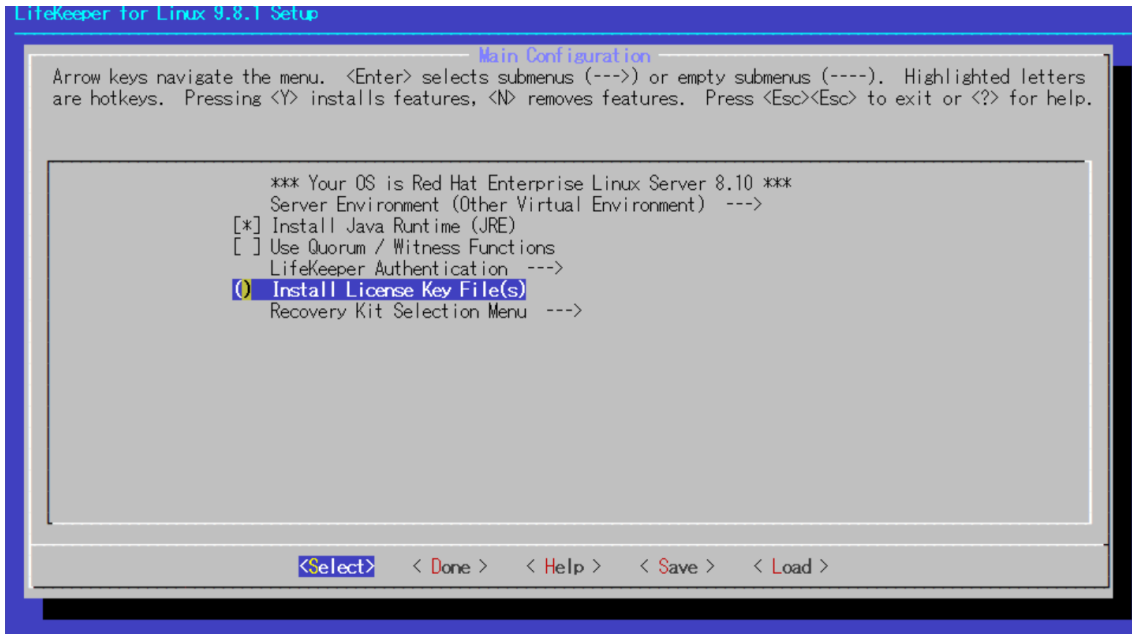 LifeKeeper for Linux 9.8.1 Setup
Main Configuration
Arrow keys navigate the menu.  <Enter> selects submenus (--->) or empty submenus (----).  Highlighted letters
are hotkeys.  Pressing <Y> installs features, <N> removes features.  Press <Esc><Esc> to exit or <?> for help.
*** Your OS is Red Hat Enterprise Linux Server 8.10 ***
Server Environment (Other Virtual Environment)  --->
[*] Install Java Runtime (JRE)
[ ] Use Quorum / Witness Functions
LifeKeeper Authentication  --->
()  Install License Key File(s)
Recovery Kit Selection Menu  --->
<Select>    < Done >    < Help >    < Save >    < Load >